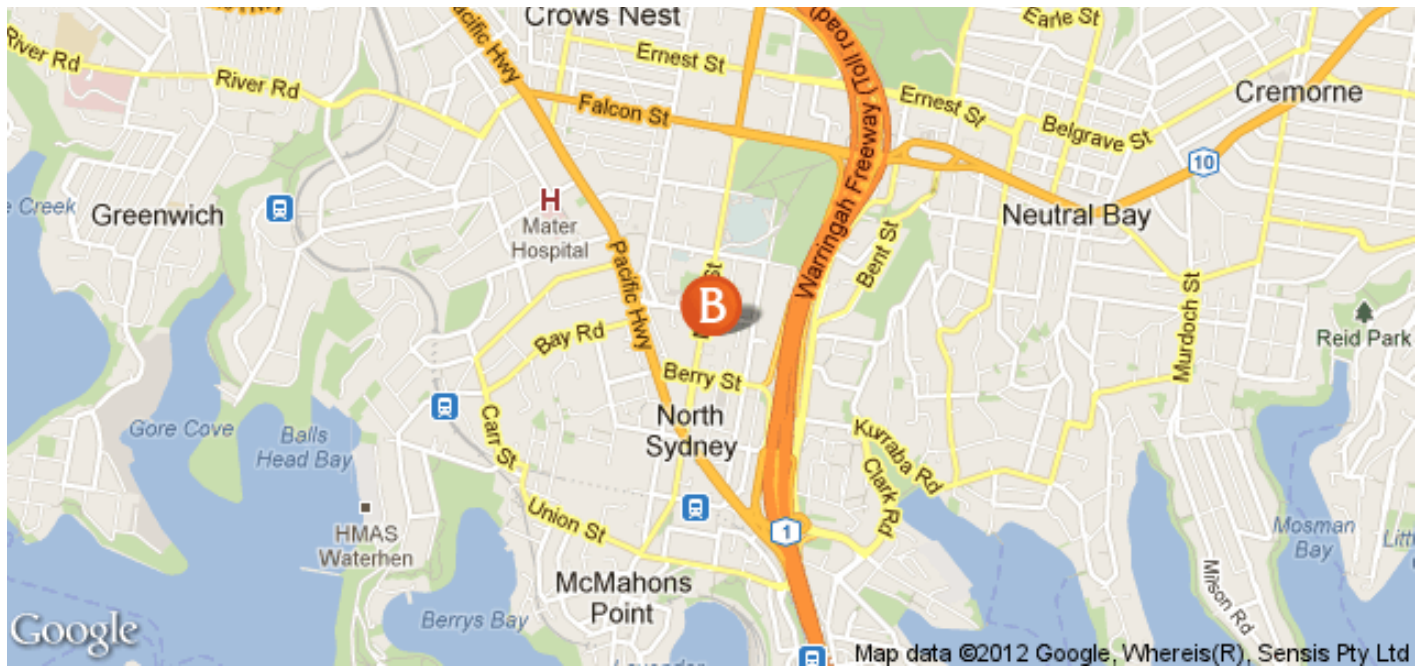 Crows Nest
Earle St
River Rd
Pacific Hwy
Ernest St
River Rd
Falcon St
Warringah Freeway (Toll road)
Ernest St
Cremorne
Belgrave St
10
Creek
Greenwich
H
Mater
Hospital
Neutral Bay
Bent St
Pacific Hwy
St
B
Bay Rd
Murdoch St
Reid Park
Berry St
North
Sydney
Gore Cove
Balls
Head Bay
Carr St
Kurraba Rd
Clark Rd
HMAS
Waterhen
Union St
1
Mosman
Bay
McMahons
Point
Milson Rd
Berrys Bay
Google
Map data ©2012 Google, Whereis(R), Sensis Pty Ltd